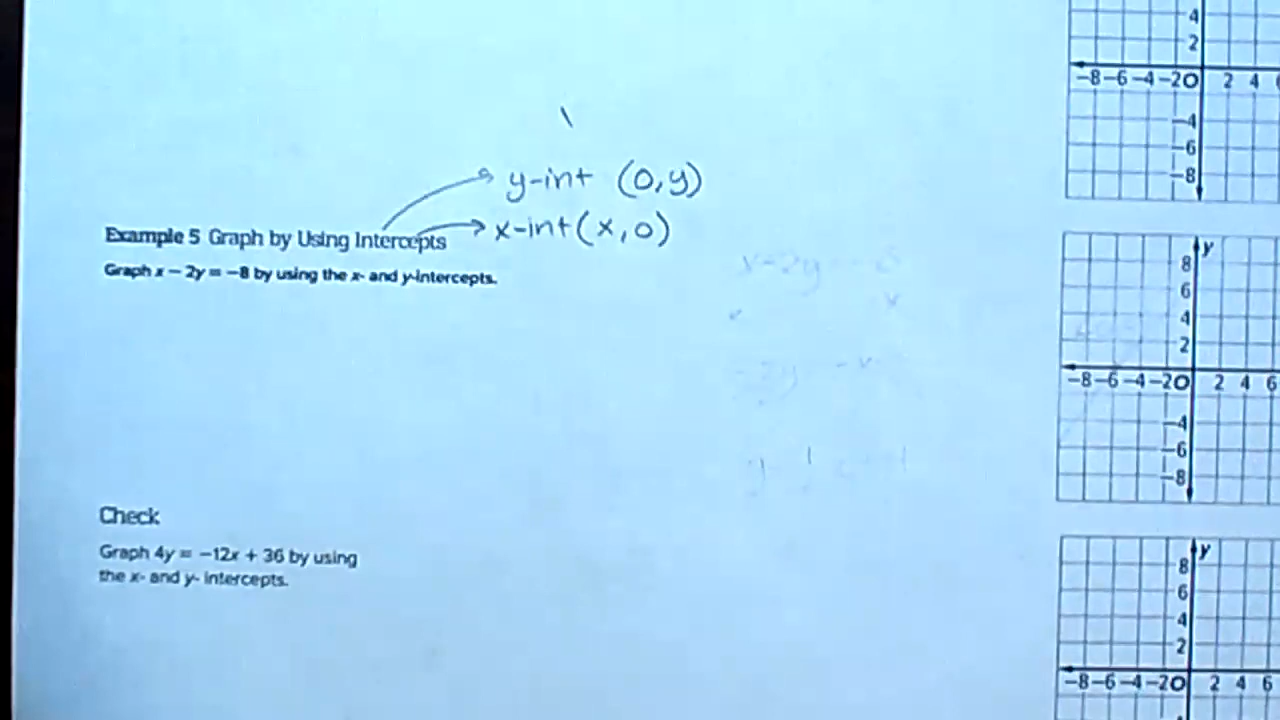 4
2
-8 -6 -4 -2 O 2 4
-4
-6
-8
y-int (0,y)
x-int (x,0)
Example 5 Graph by Using Intercepts
Graph x − 2y = −8 by using the x- and y-intercepts.
y
8
6
4
2
-8 -6 -4 -2 O 2 4 6
-4
-6
-8
Check
Graph 4y = −12x + 36 by using
the x- and y- intercepts.
y
8
6
4
2
-8 -6 -4 -2 O 2 4 6